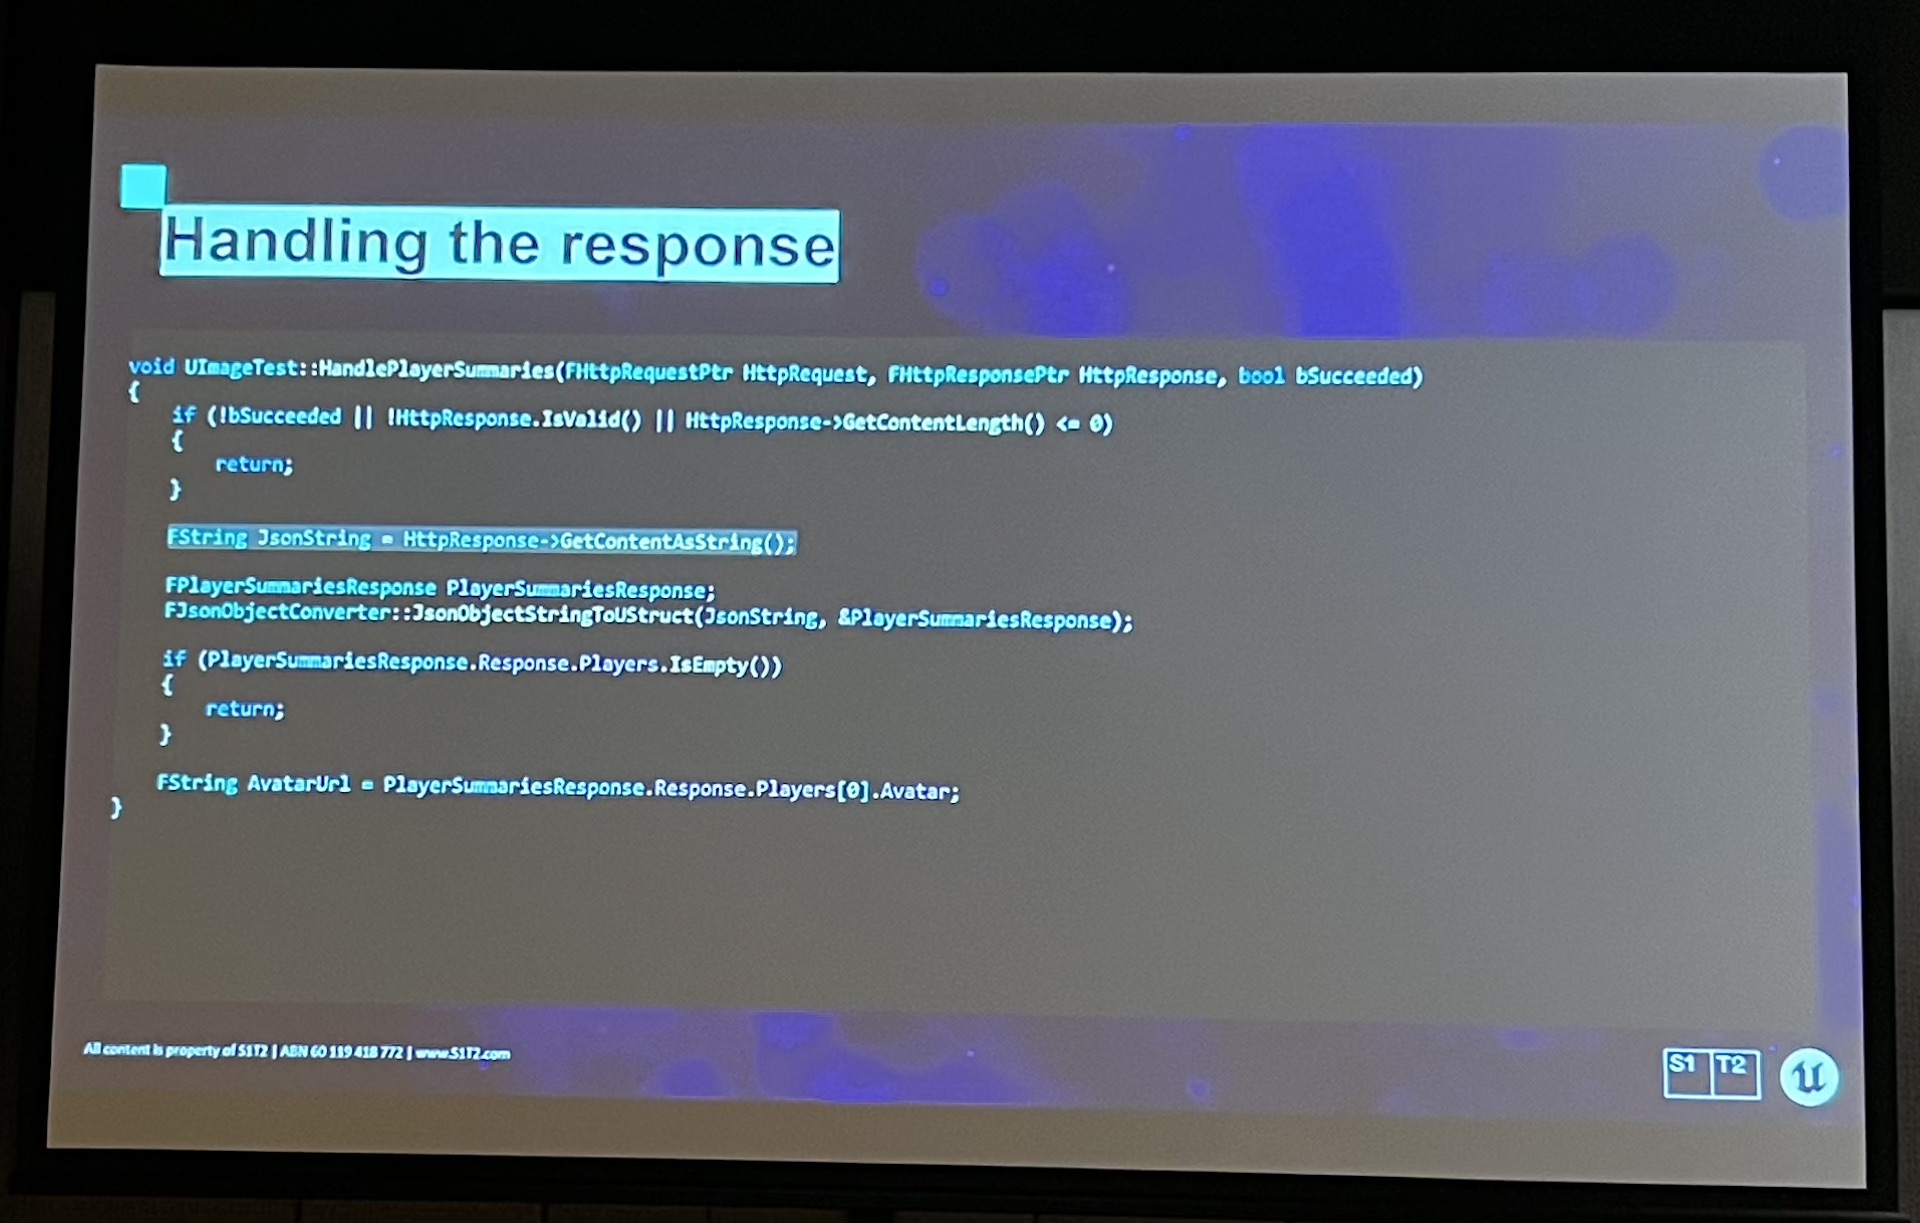 Handling the response
void UImageTest::HandlePlayerSummaries(FHttpRequestPtr HttpRequest, FHttpResponsePtr HttpResponse, bool bSucceeded)
{
if (!bSucceeded || !HttpResponse.IsValid() || HttpResponse->GetContentLength() <= 0)
{
return;
}
FString JsonString = HttpResponse->GetContentAsString();
FPlayerSummariesResponse PlayerSummariesResponse;
FJsonObjectConverter::JsonObjectStringToUStruct(JsonString, &PlayerSummariesResponse);
if (PlayerSummariesResponse.Response.Players.IsEmpty())
{
return;
}
FString AvatarUrl = PlayerSummariesResponse.Response.Players[0].Avatar;
}
All content is property of S1T2 | ABN 60 119 418 772 | www.S1T2.com
S1 T2
U